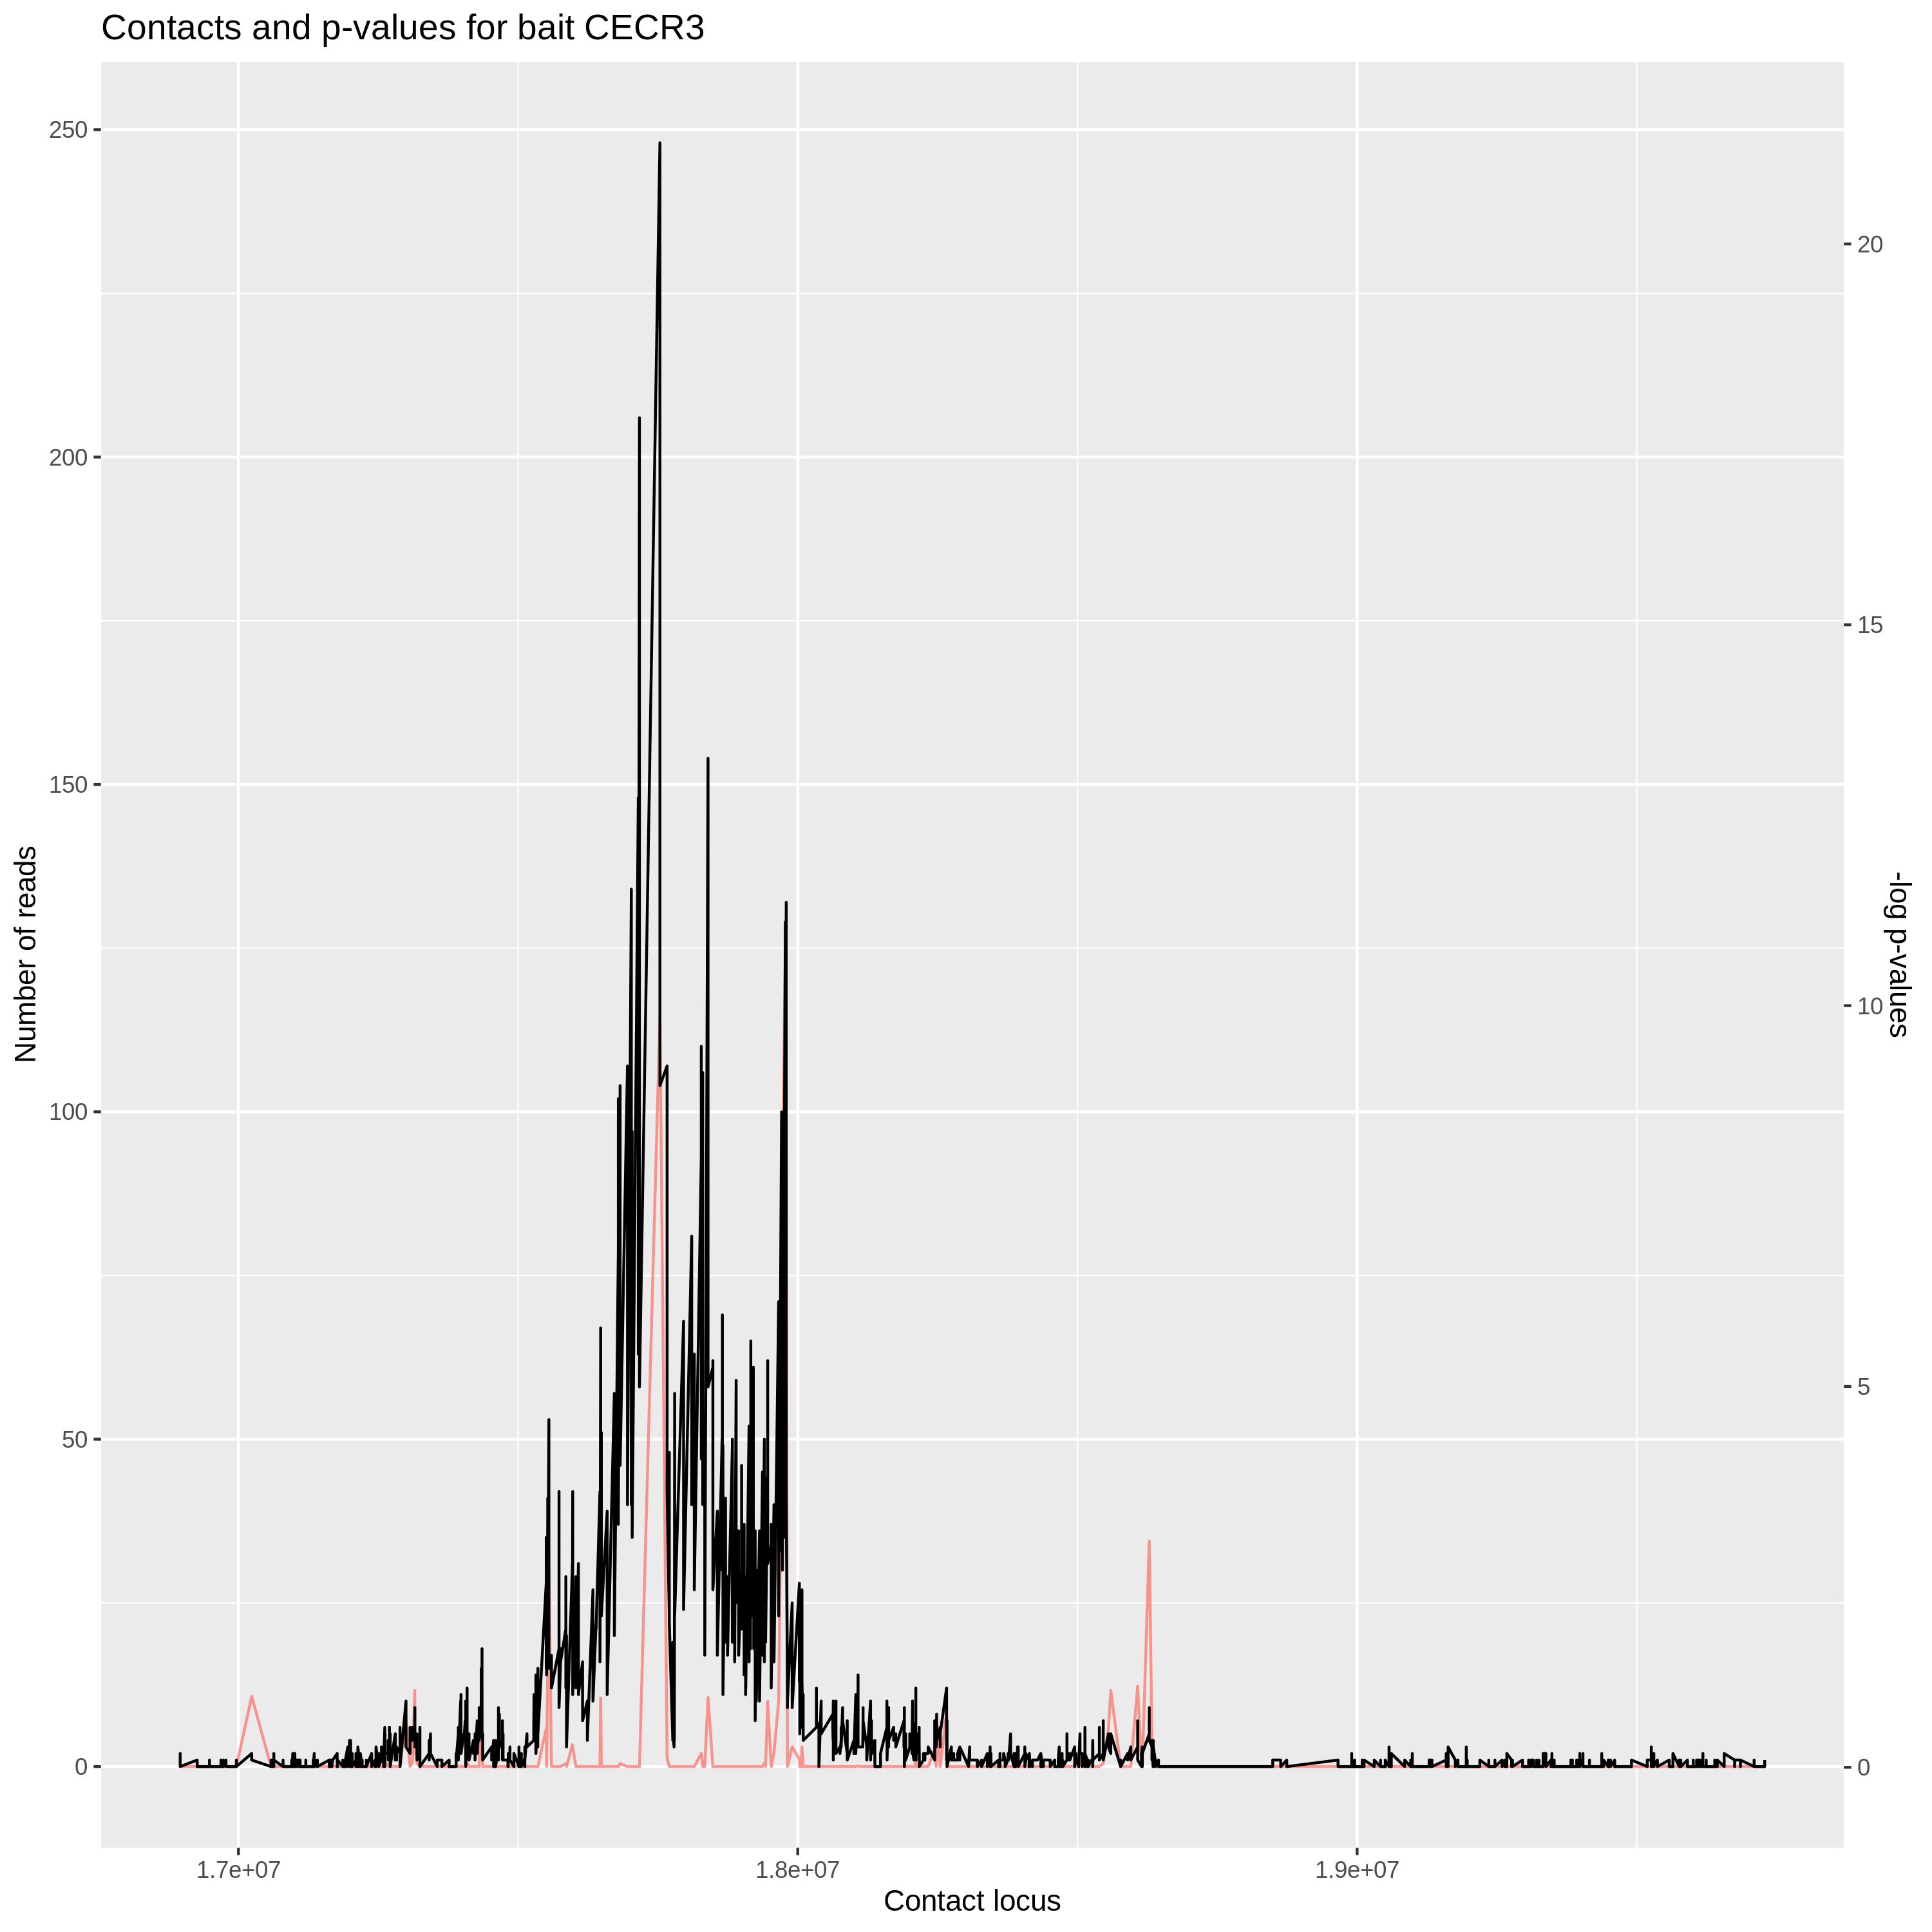 Contacts and p-values for bait CECR3
250
200
150
100
50
0
Number of reads
20
15
10
5
0
-log p-values
1.7e+07
1.8e+07
1.9e+07
Contact locus